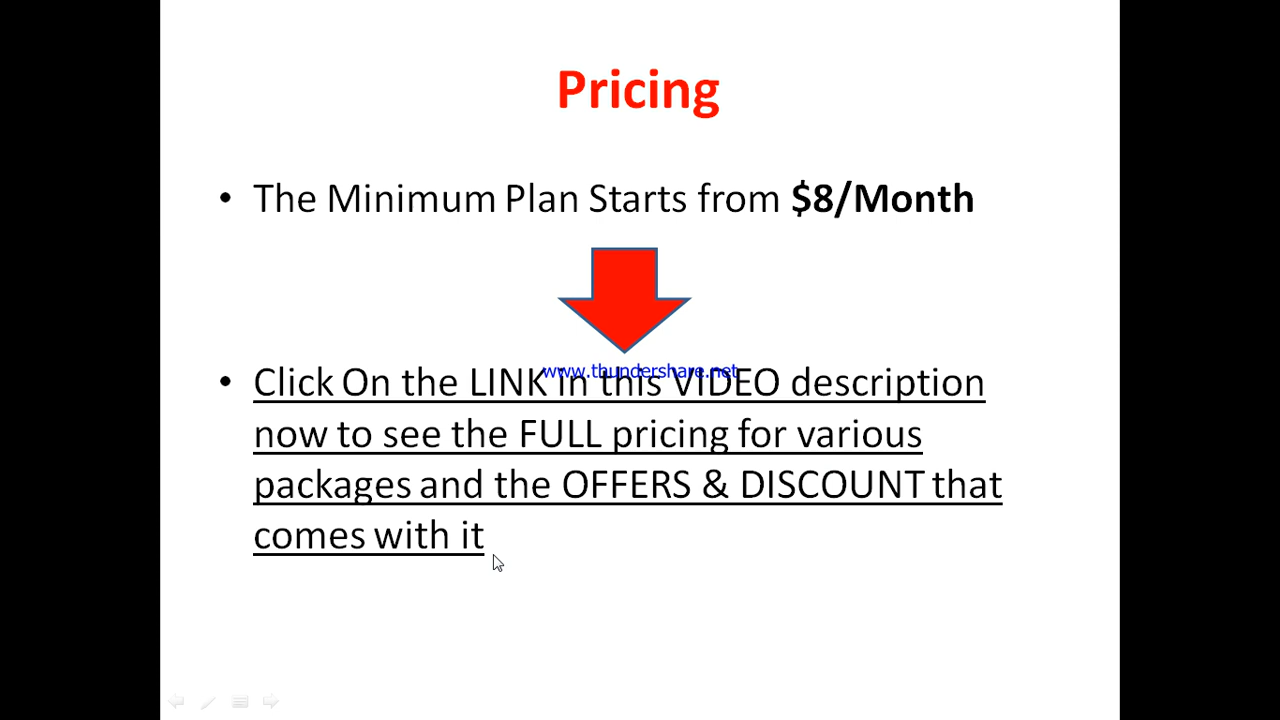 Pricing
• The Minimum Plan Starts from $8/Month
www.thundershare.net
• Click On the LINK in this VIDEO description
now to see the FULL pricing for various
packages and the OFFERS & DISCOUNT that
comes with it